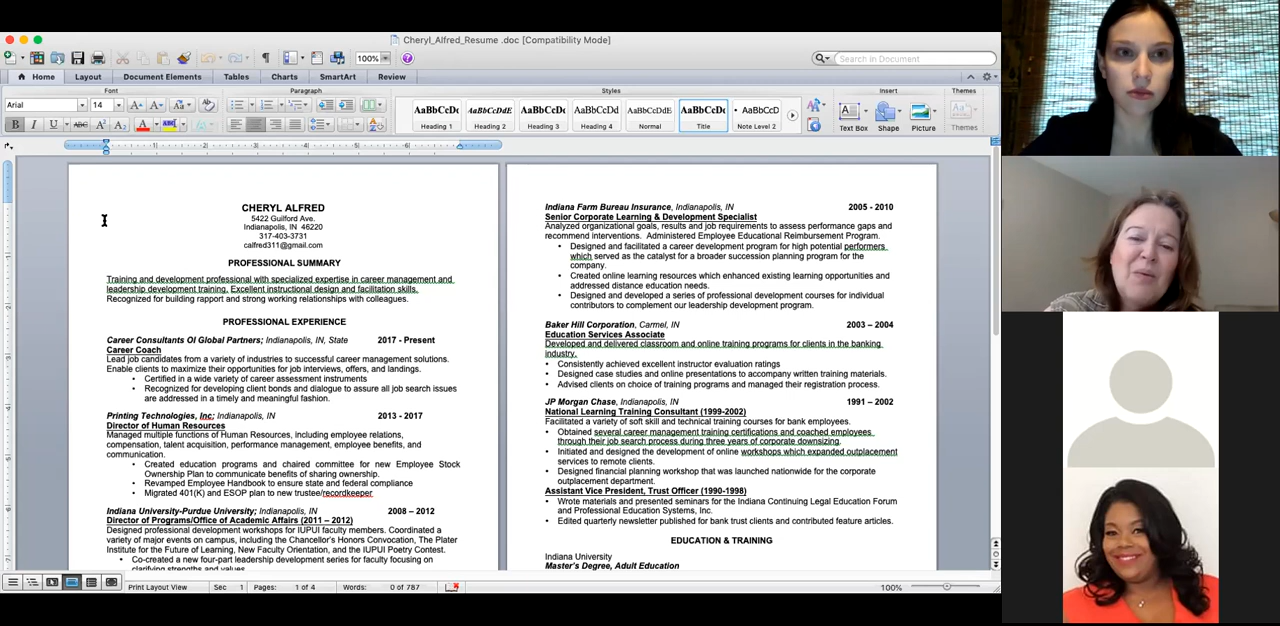 Cheryl_Alfred_Resume .doc [Compatibility Mode]
100%
Search in Document
Home Layout Document Elements Tables Charts SmartArt Review
Font Paragraph Styles Insert Themes
Arial 14
AaBbCcDc AaBbCcDdE AaBbCcDc AaBbCcDd AaBbCcDdE AaBbCcDc • AaBbCcD
Heading 1 Heading 2 Heading 3 Heading 4 Normal Title Note Level 2
Text Box Shape Picture Themes
CHERYL ALFRED
5422 Guilford Ave.
Indianapolis, IN 46220
317-403-3731
calfred311@gmail.com
PROFESSIONAL SUMMARY
Training and development professional with specialized expertise in career management and
leadership development training. Excellent instructional design and facilitation skills.
Recognized for building rapport and strong working relationships with colleagues.
PROFESSIONAL EXPERIENCE
Career Consultants OI Global Partners; Indianapolis, IN, State 2017 - Present
Career Coach
Lead job candidates from a variety of industries to successful career management solutions.
Enable clients to maximize their opportunities for job interviews, offers, and landings.
• Certified in a wide variety of career assessment instruments
• Recognized for developing client bonds and dialogue to assure all job search issues
are addressed in a timely and meaningful fashion.
Printing Technologies, Inc; Indianapolis, IN 2013 - 2017
Director of Human Resources
Managed multiple functions of Human Resources, including employee relations,
compensation, talent acquisition, performance management, employee benefits, and
communication.
• Created education programs and chaired committee for new Employee Stock
Ownership Plan to communicate benefits of sharing ownership.
• Revamped Employee Handbook to ensure state and federal compliance
• Migrated 401(K) and ESOP plan to new trustee/recordkeeper
Indiana University-Purdue University; Indianapolis, IN 2008 – 2012
Director of Programs/Office of Academic Affairs (2011 – 2012)
Designed professional development workshops for IUPUI faculty members. Coordinated a
variety of major events on campus, including the Chancellor's Honors Convocation, The Plater
Institute for the Future of Learning, New Faculty Orientation, and the IUPUI Poetry Contest.
• Co-created a new four-part leadership development series for faculty focusing on
clarifying strengths and values
Indiana Farm Bureau Insurance, Indianapolis, IN 2005 - 2010
Senior Corporate Learning & Development Specialist
Analyzed organizational goals, results and job requirements to assess performance gaps and
recommend interventions. Administered Employee Educational Reimbursement Program.
• Designed and facilitated a career development program for high potential performers
which served as the catalyst for a broader succession planning program for the
company.
• Created online learning resources which enhanced existing learning opportunities and
addressed distance education needs.
• Designed and developed a series of professional development courses for individual
contributors to complement our leadership development program.
Baker Hill Corporation, Carmel, IN 2003 – 2004
Education Services Associate
Developed and delivered classroom and online training programs for clients in the banking
industry.
• Consistently achieved excellent instructor evaluation ratings
• Designed case studies and online presentations to accompany written training materials.
• Advised clients on choice of training programs and managed their registration process.
JP Morgan Chase, Indianapolis, IN 1991 – 2002
National Learning Training Consultant (1999-2002)
Facilitated a variety of soft skill and technical training courses for bank employees.
• Obtained several career management training certifications and coached employees
through their job search process during three years of corporate downsizing.
• Initiated and designed the development of online workshops which expanded outplacement
services to remote clients.
• Designed financial planning workshop that was launched nationwide for the corporate
outplacement department.
Assistant Vice President, Trust Officer (1990-1998)
• Wrote materials and presented seminars for the Indiana Continuing Legal Education Forum
and Professional Education Systems, Inc.
• Edited quarterly newsletter published for bank trust clients and contributed feature articles.
EDUCATION & TRAINING
Indiana University
Master's Degree, Adult Education
Print Layout View Sec 1 Pages: 1 of 4 Words: 0 of 787 100%